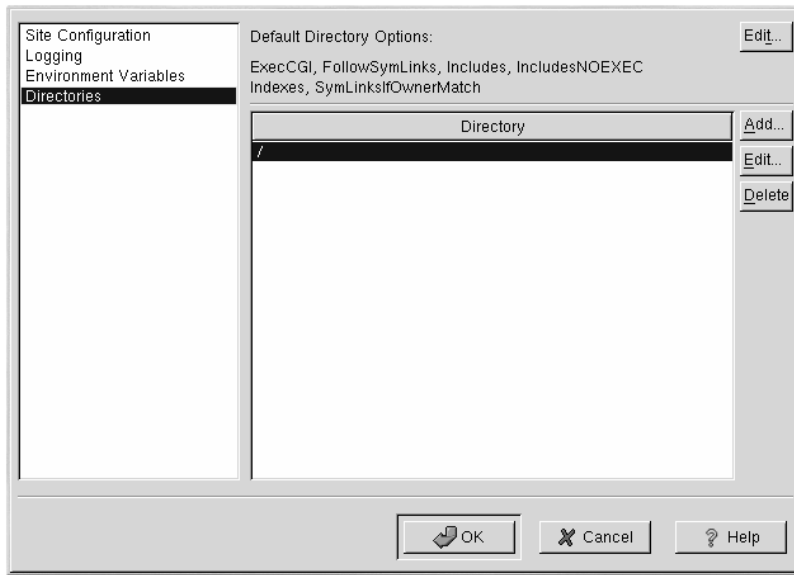 Site Configuration
Logging
Environment Variables
Directories
Default Directory Options:
Edit...
ExecCGI, FollowSymLinks, Includes, IncludesNOEXEC
Indexes, SymLinksIfOwnerMatch
Directory
/
Add...
Edit...
Delete
OK
Cancel
Help